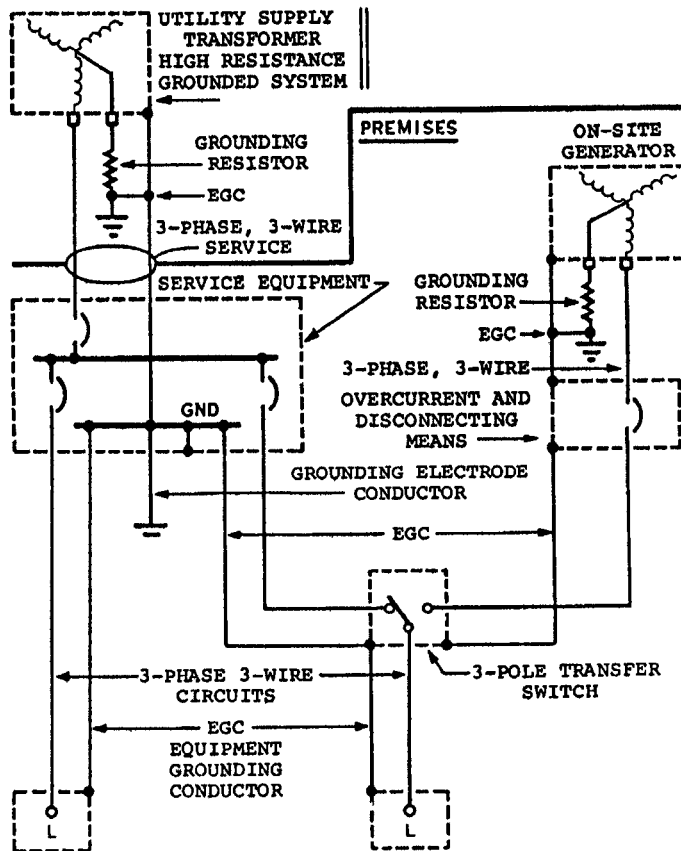 UTILITY SUPPLY
TRANSFORMER
HIGH RESISTANCE
GROUNDED SYSTEM
PREMISES
ON-SITE
GENERATOR
GROUNDING
RESISTOR
EGC
3-PHASE, 3-WIRE
SERVICE
SERVICE EQUIPMENT
GROUNDING
RESISTOR
EGC
3-PHASE, 3-WIRE
OVERCURRENT AND
DISCONNECTING
MEANS
GND
GROUNDING ELECTRODE
CONDUCTOR
EGC
3-PHASE 3-WIRE
CIRCUITS
3-POLE TRANSFER
SWITCH
EGC
EQUIPMENT
GROUNDING
CONDUCTOR
L
L